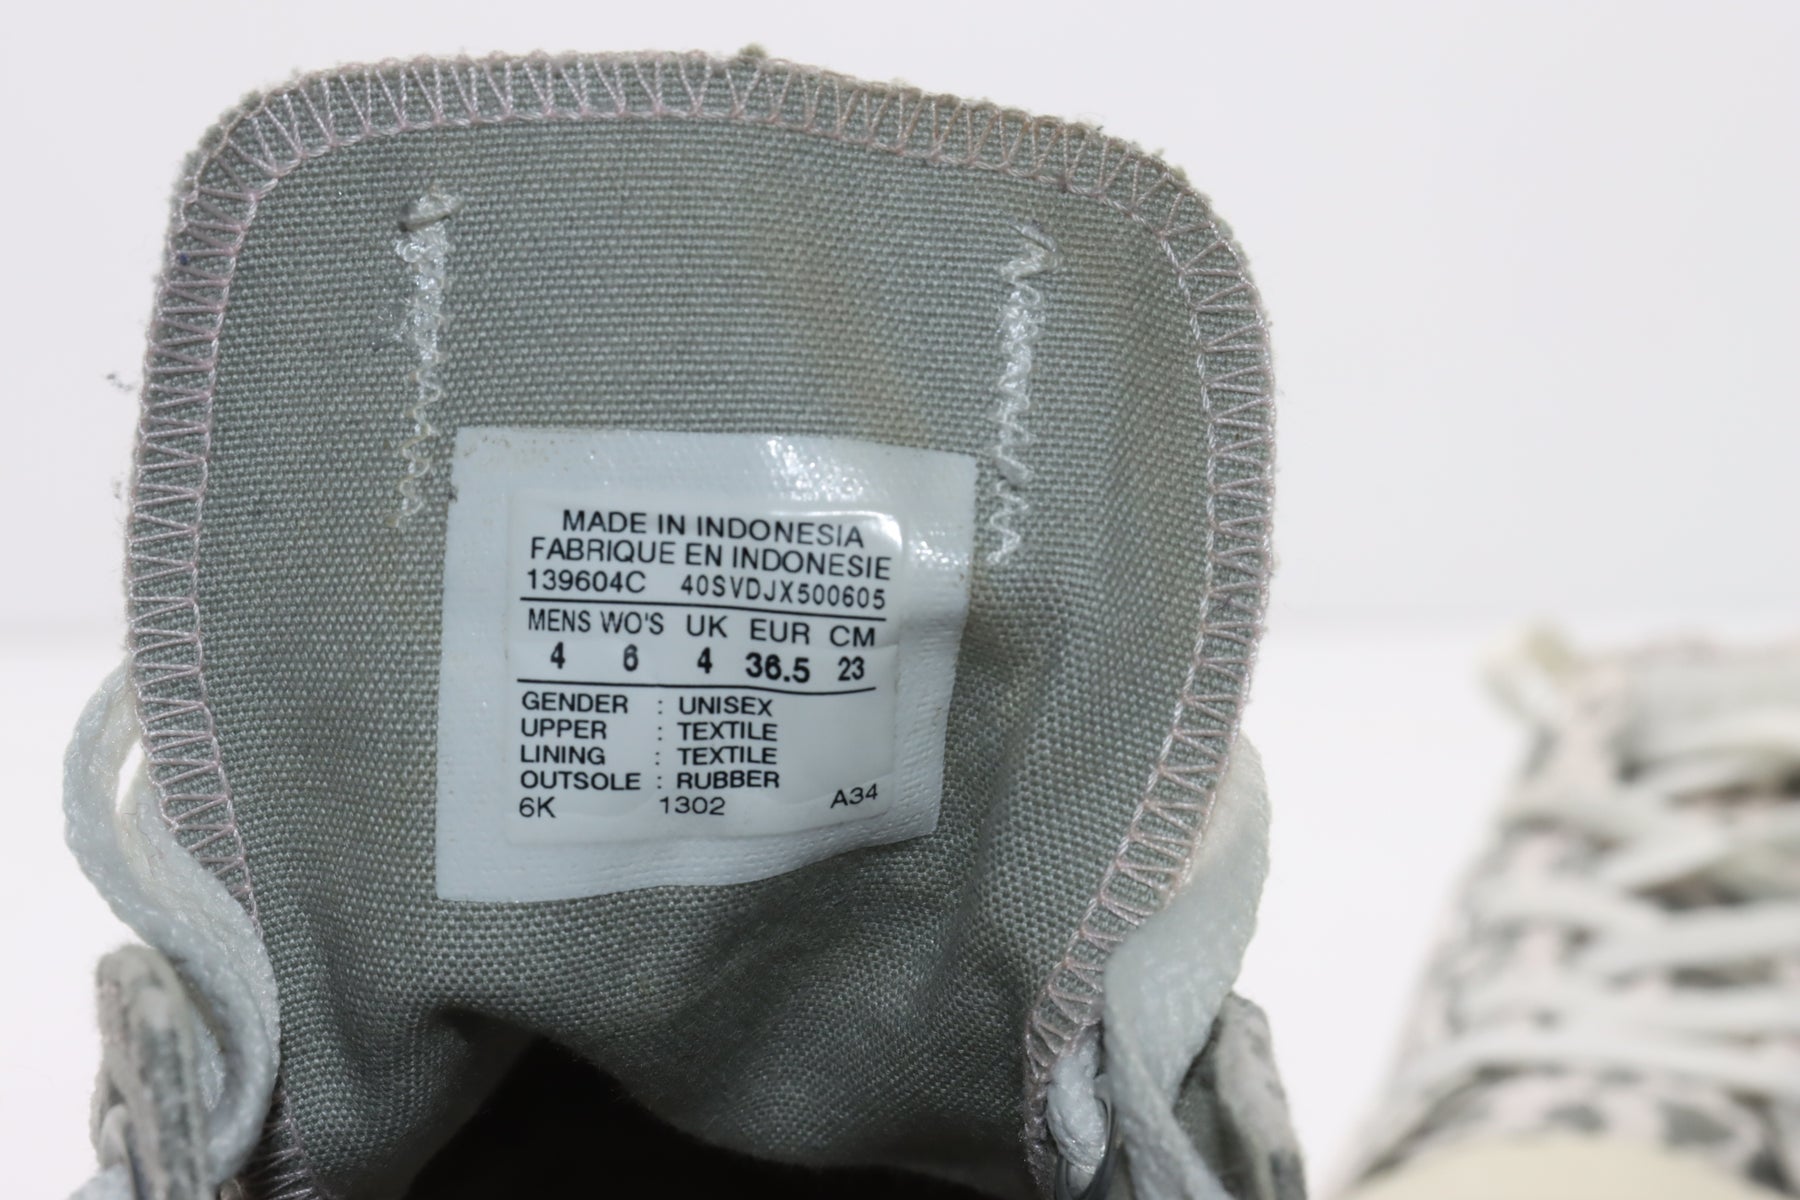 MADE IN INDONESIA
FABRIQUE EN INDONESIE
139604C 40SVDJX500605
MENS WO'S UK EUR CM
4 6 4 36.5 23
GENDER : UNISEX
UPPER : TEXTILE
LINING : TEXTILE
OUTSOLE : RUBBER
6K 1302 A34